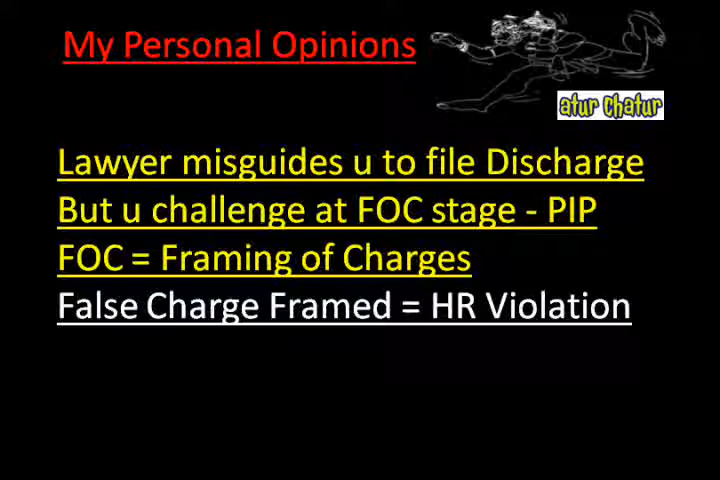 My Personal Opinions
atur chatur
Lawyer misguides u to file Discharge
But u challenge at FOC stage - PIP
FOC = Framing of Charges
False Charge Framed = HR Violation